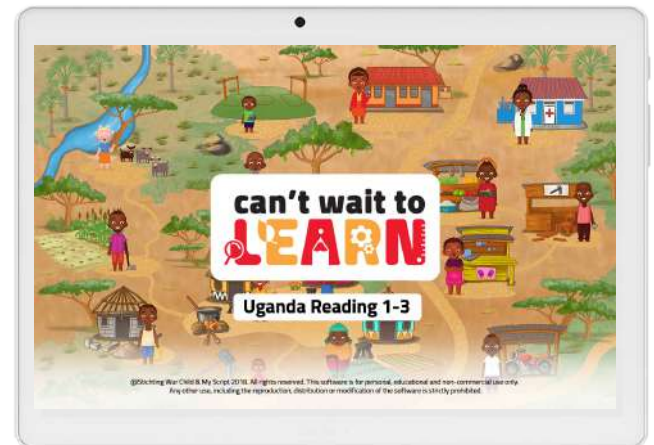 can't wait to
LEARN
Uganda Reading 1-3
@Stichting War Child & My Script 2018. All rights reserved. This software is for personal, educational and non-commercial use only.
Any other use, including the reproduction, distribution or modification of the software is strictly prohibited.